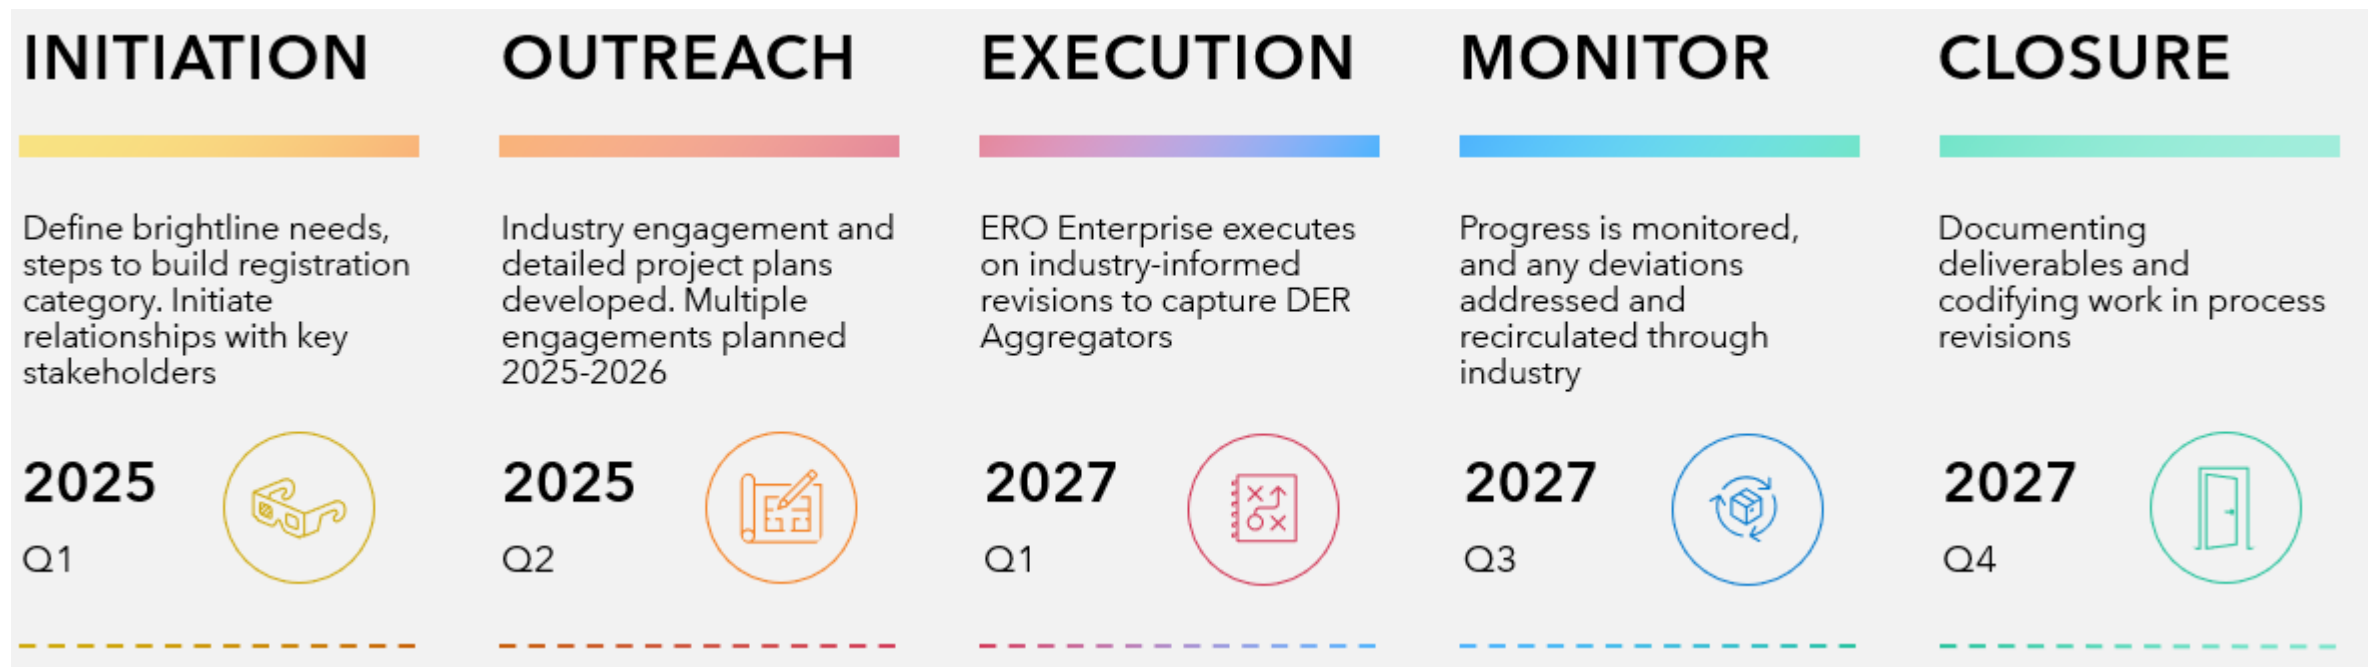 INITIATION
Define brightline needs,
steps to build registration
category. Initiate
relationships with key
stakeholders
2025
Q1
OUTREACH
Industry engagement and
detailed project plans
developed. Multiple
engagements planned
2025-2026
2025
Q2
EXECUTION
ERO Enterprise executes
on industry-informed
revisions to capture DER
Aggregators
2027
Q1
MONITOR
Progress is monitored,
and any deviations
addressed and
recirculated through
industry
2027
Q3
CLOSURE
Documenting
deliverables and
codifying work in process
revisions
2027
Q4